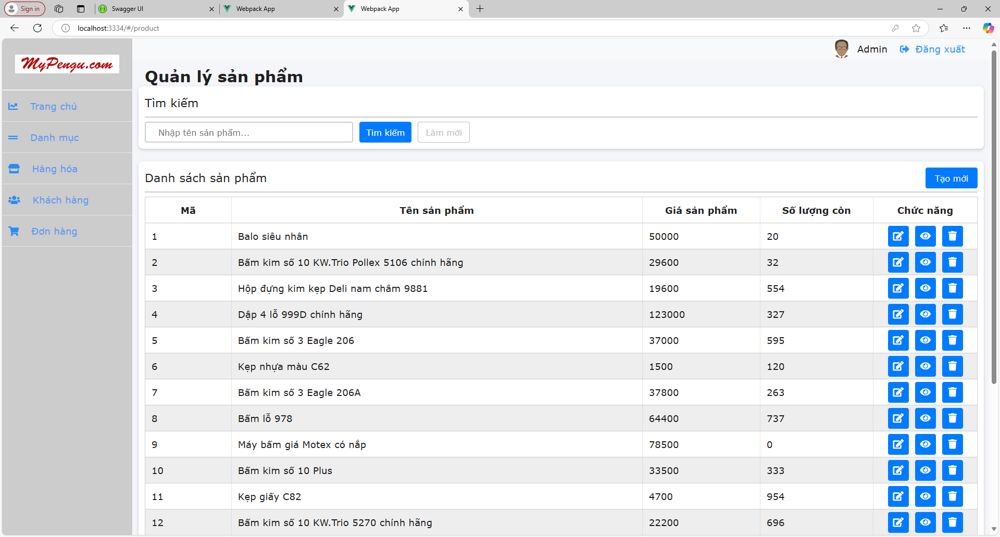 Sign in
Swagger UI
Webpack App
Webpack App
localhost:3334/#/product
MyPengu.com
Admin
Đăng xuất
Trang chủ
Danh mục
Hàng hóa
Khách hàng
Đơn hàng
Quản lý sản phẩm
Tìm kiếm
Nhập tên sản phẩm... Tìm kiếm Làm mới
Danh sách sản phẩm Tạo mới
Mã Tên sản phẩm Giá sản phẩm Số lượng còn Chức năng
1 Balo siêu nhân 50000 20
2 Bấm kim số 10 KW.Trio Pollex 5106 chính hãng 29600 32
3 Hộp đựng kim kẹp Deli nam châm 9881 19600 554
4 Dập 4 lỗ 999D chính hãng 123000 327
5 Bấm kim số 3 Eagle 206 37000 595
6 Kẹp nhựa màu C62 1500 120
7 Bấm kim số 3 Eagle 206A 37800 263
8 Bấm lỗ 978 64400 737
9 Máy bấm giá Motex có nắp 78500 0
10 Bấm kim số 10 Plus 33500 333
11 Kẹp giấy C82 4700 954
12 Bấm kim số 10 KW.Trio 5270 chính hãng 22200 696